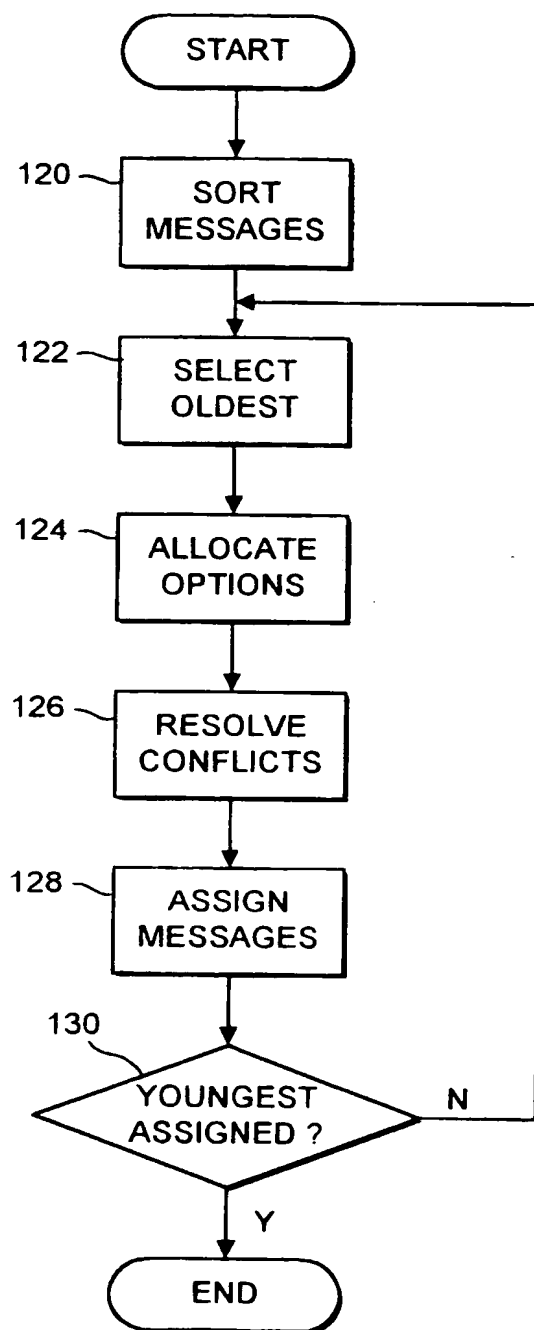 START
120
SORT
MESSAGES
122
SELECT
OLDEST
124
ALLOCATE
OPTIONS
126
RESOLVE
CONFLICTS
128
ASSIGN
MESSAGES
130
YOUNGEST
ASSIGNED ?
N
Y
END